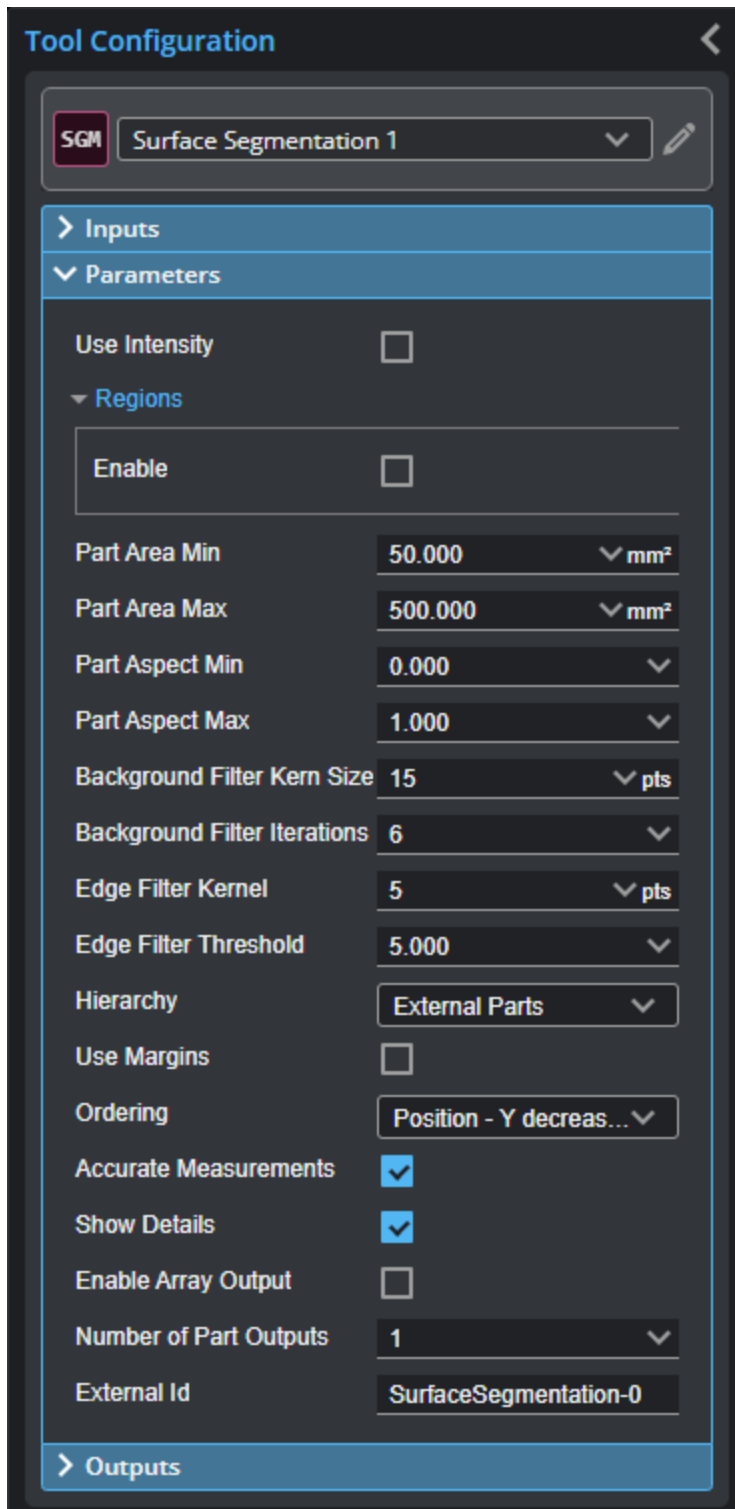 Tool Configuration
SGM Surface Segmentation 1
Inputs
Parameters
Use Intensity
Regions
Enable
Part Area Min 50.000 mm²
Part Area Max 500.000 mm²
Part Aspect Min 0.000
Part Aspect Max 1.000
Background Filter Kern Size 15 pts
Background Filter Iterations 6
Edge Filter Kernel 5 pts
Edge Filter Threshold 5.000
Hierarchy External Parts
Use Margins
Ordering Position - Y decreas...
Accurate Measurements
Show Details
Enable Array Output
Number of Part Outputs 1
External Id SurfaceSegmentation-0
Outputs